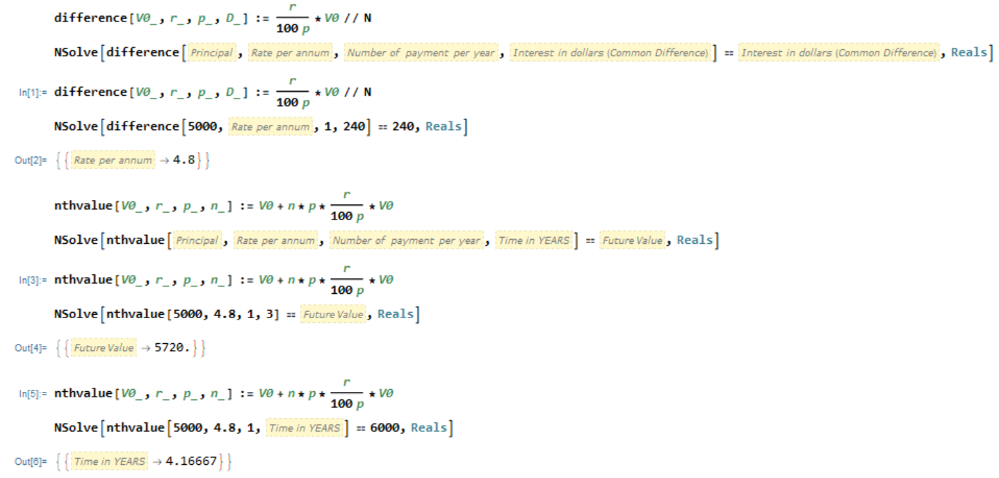 difference[V0_, r_, p_, D_] := r/(100 p) * V0 // N
NSolve[difference[Principal, Rate per annum, Number of payment per year, Interest in dollars (Common Difference)] == Interest in dollars (Common Difference), Reals]
In[1]:= difference[V0_, r_, p_, D_] := r/(100 p) * V0 // N
NSolve[difference[5000, Rate per annum, 1, 240] == 240, Reals]
Out[2]= {{Rate per annum → 4.8}}
nthvalue[V0_, r_, p_, n_] := V0 + n * p * r/(100 p) * V0
NSolve[nthvalue[Principal, Rate per annum, Number of payment per year, Time in YEARS] == Future Value, Reals]
In[3]:= nthvalue[V0_, r_, p_, n_] := V0 + n * p * r/(100 p) * V0
NSolve[nthvalue[5000, 4.8, 1, 3] == Future Value, Reals]
Out[4]= {{Future Value → 5720.}}
In[5]:= nthvalue[V0_, r_, p_, n_] := V0 + n * p * r/(100 p) * V0
NSolve[nthvalue[5000, 4.8, 1, Time in YEARS] == 6000, Reals]
Out[6]= {{Time in YEARS → 4.16667}}